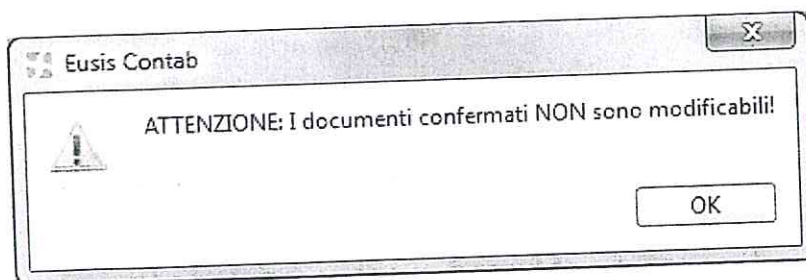 Eusis Contab
ATTENZIONE: I documenti confermati NON sono modificabili!
OK